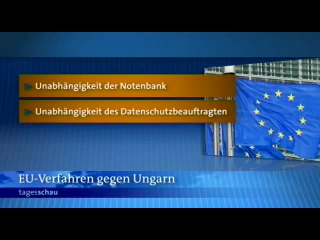 Unabhängigkeit der Notenbank
Unabhängigkeit des Datenschutzbeauftragten
EU-Verfahren gegen Ungarn
tagesschau